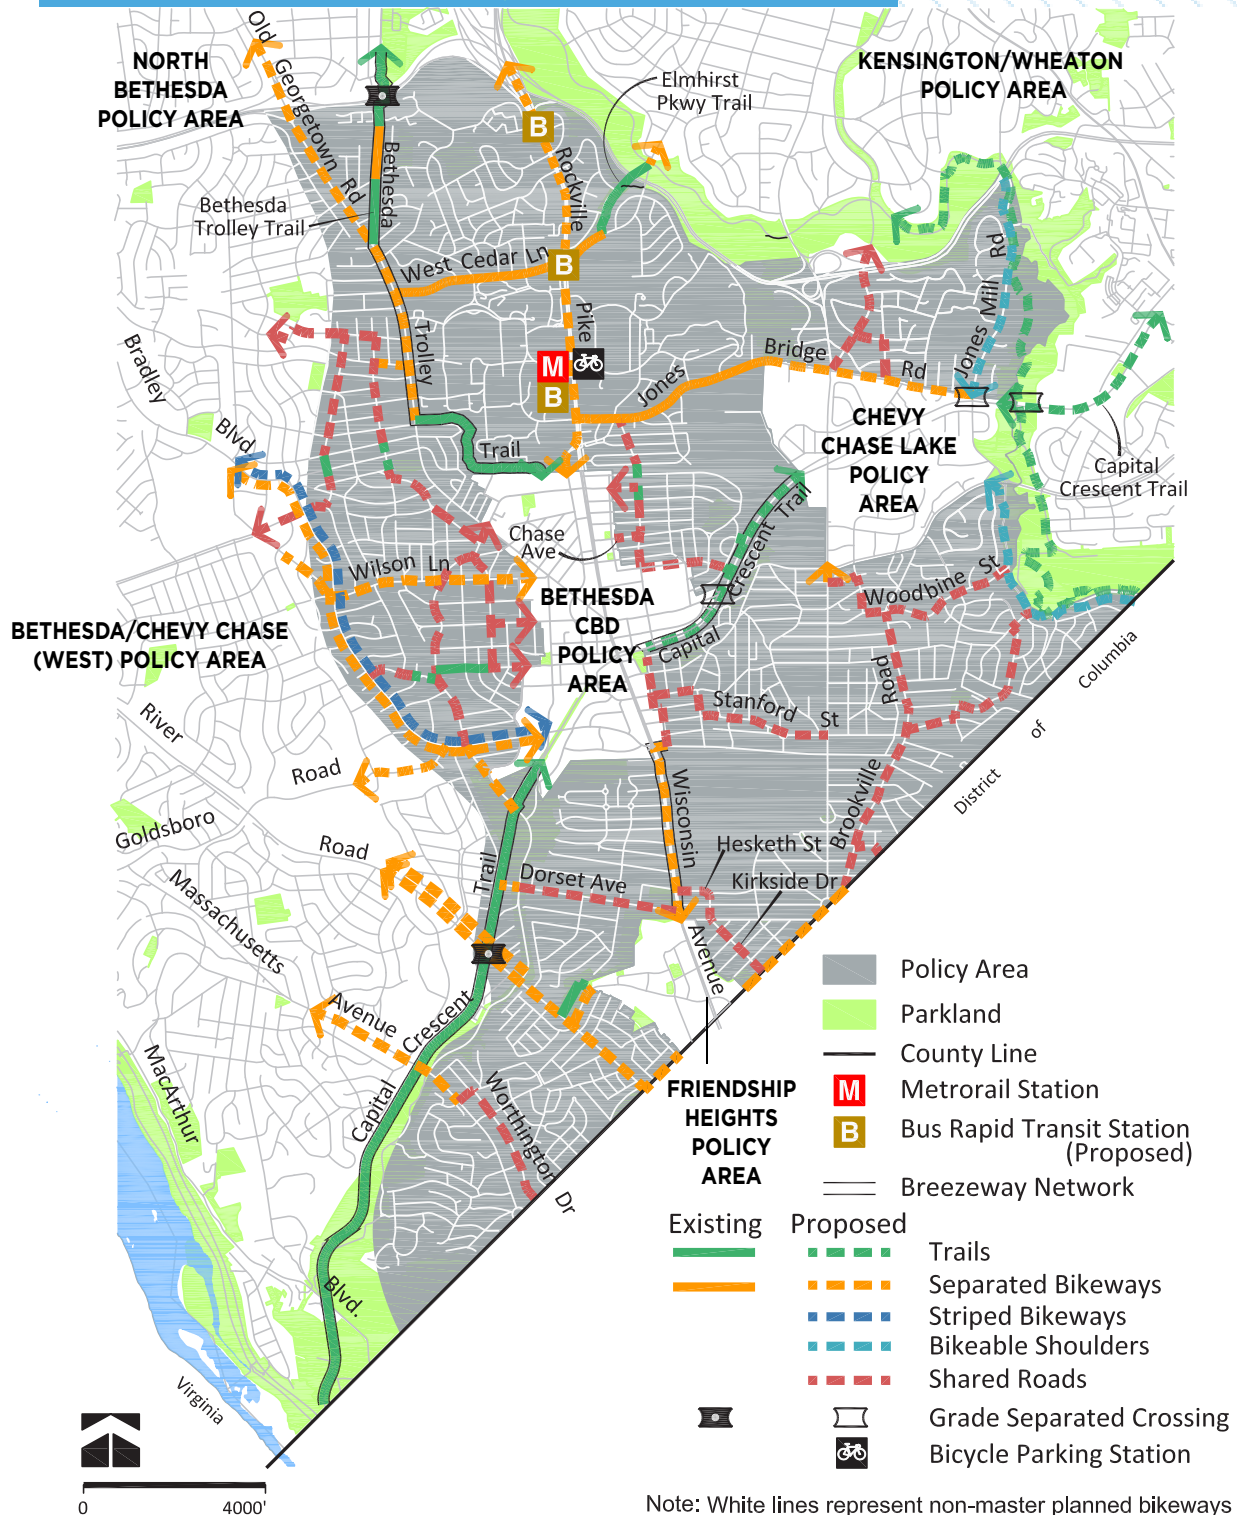 Old
Georgetown
Rd
NORTH
BETHESDA
POLICY AREA
KENSINGTON/WHEATON
POLICY AREA
Elmhirst
Pkwy Trail
B
Rockville
Bethesda
Bethesda
Trolley Trail
West Cedar Ln
B
Pike
Trolley
M
B
Jones
Bridge
Rd
Jones Mill Rd
Bradley
Blvd.
Trail
CHEVY
CHASE LAKE
POLICY
AREA
Capital
Crescent Trail
Chase
Ave
Crescent Trail
Capital
Wilson Ln
BETHESDA
CBD
POLICY
AREA
Woodbine St
BETHESDA/CHEVY CHASE
(WEST) POLICY AREA
River
Road
Stanford St
Road
Columbia
of
District
Wisconsin
Brookville
Goldsboro
Road
Hesketh St
Kirkside Dr
Trail
Dorset Ave
Massachusetts
Avenue
Avenue
Crescent
Capital
MacArthur
Blvd.
Worthington Dr
Virginia
FRIENDSHIP
HEIGHTS
POLICY
AREA
Policy Area
Parkland
County Line
M Metrorail Station
B Bus Rapid Transit Station
(Proposed)
Breezeway Network
Existing Proposed
Trails
Separated Bikeways
Striped Bikeways
Bikeable Shoulders
Shared Roads
Grade Separated Crossing
Bicycle Parking Station
0 4000'
Note: White lines represent non-master planned bikeways